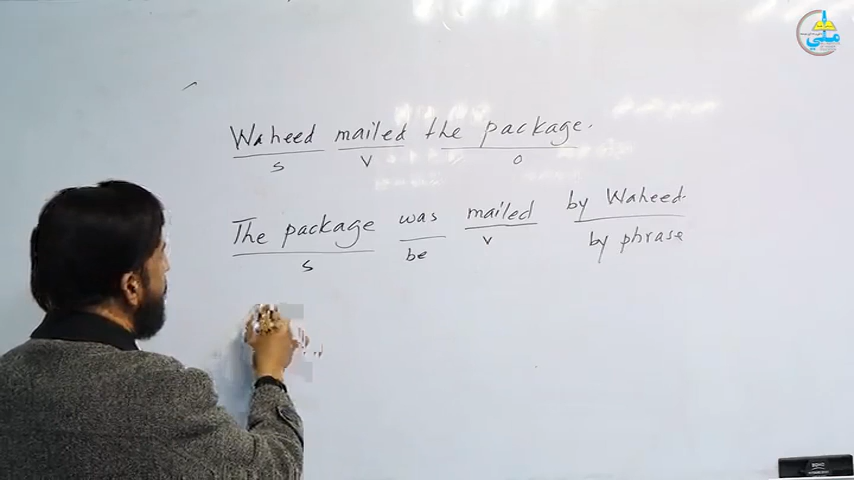 Waheed mailed the package.
S V O
The package was mailed by Waheed.
S be V by phrase